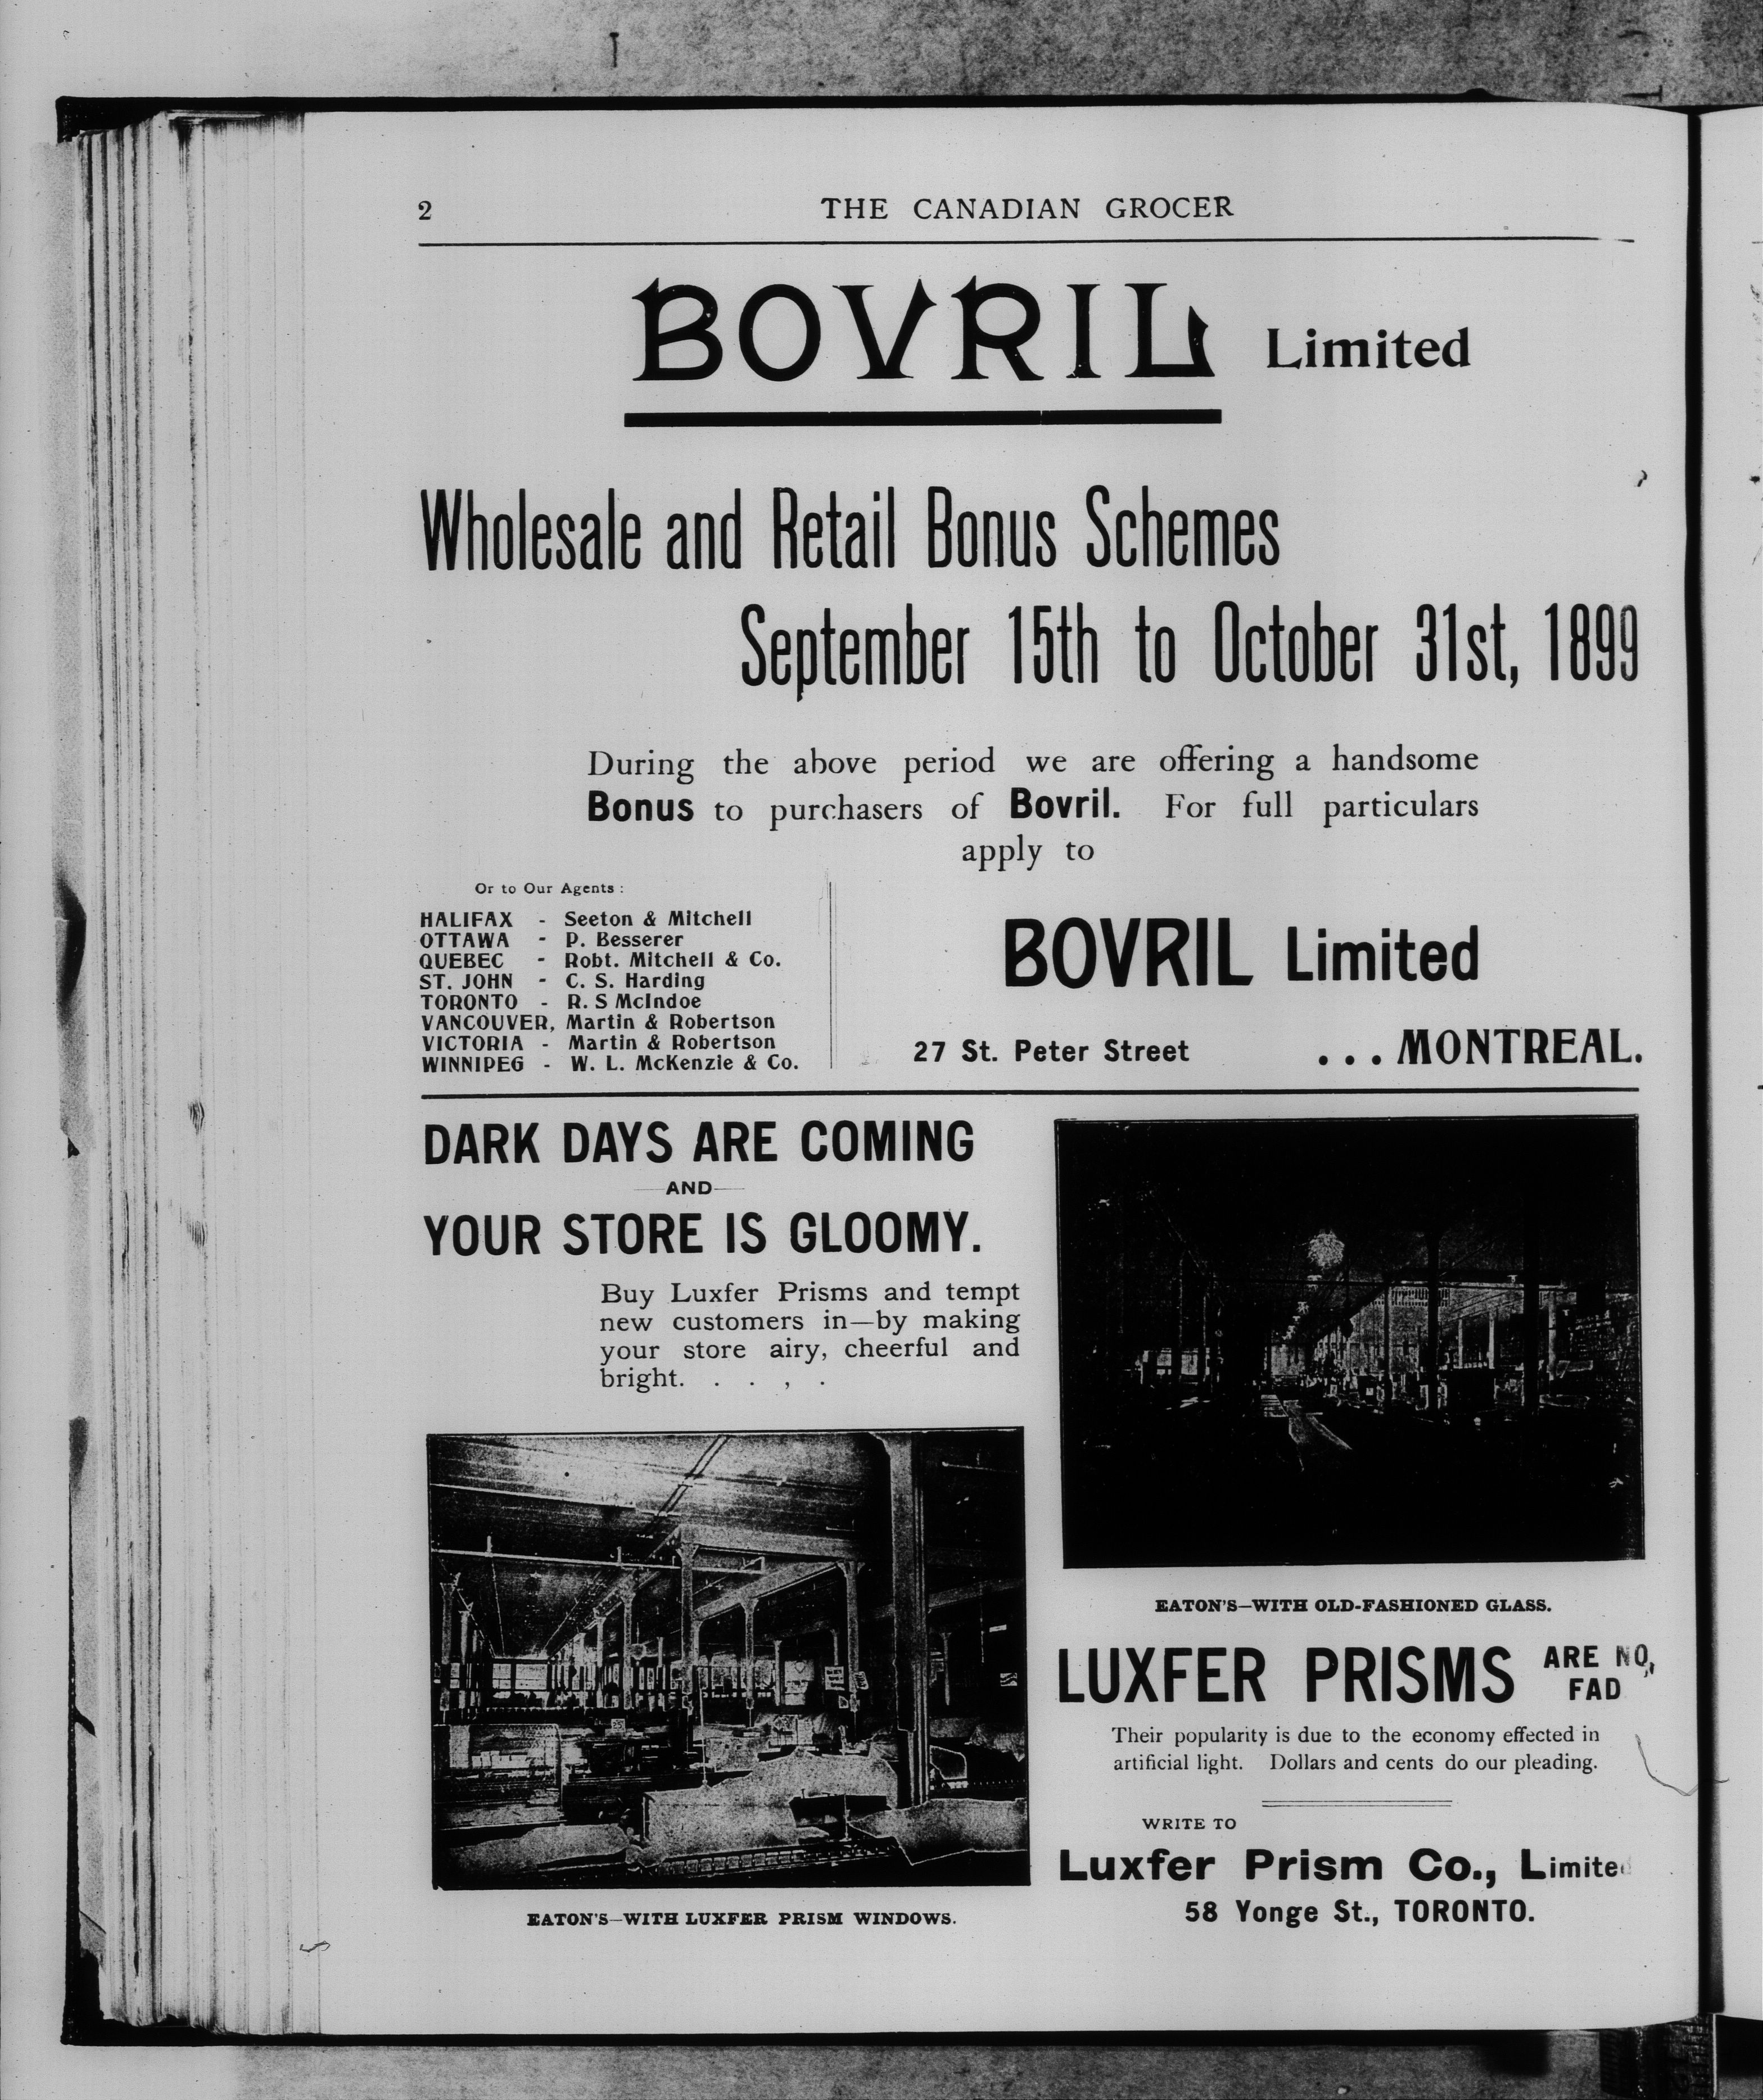 2
THE CANADIAN GROCER
BOVRIL Limited
Wholesale and Retail Bonus Schemes
September 15th to October 31st, 1899
During the above period we are offering a handsome
Bonus to purchasers of Bovril. For full particulars
apply to
Or to Our Agents :
HALIFAX - Seeton & Mitchell
OTTAWA - P. Besserer
QUEBEC - Robt. Mitchell & Co.
ST. JOHN - C. S. Harding
TORONTO - R. S McIndoe
VANCOUVER, Martin & Robertson
VICTORIA - Martin & Robertson
WINNIPEG - W. L. McKenzie & Co.
BOVRIL Limited
27 St. Peter Street ... MONTREAL.
DARK DAYS ARE COMING
—AND—
YOUR STORE IS GLOOMY.
Buy Luxfer Prisms and tempt
new customers in—by making
your store airy, cheerful and
bright. . . , .
EATON'S—WITH LUXFER PRISM WINDOWS.
EATON'S—WITH OLD-FASHIONED GLASS.
LUXFER PRISMS ARE NO
FAD
Their popularity is due to the economy effected in
artificial light. Dollars and cents do our pleading.
WRITE TO
Luxfer Prism Co., Limited
58 Yonge St., TORONTO.